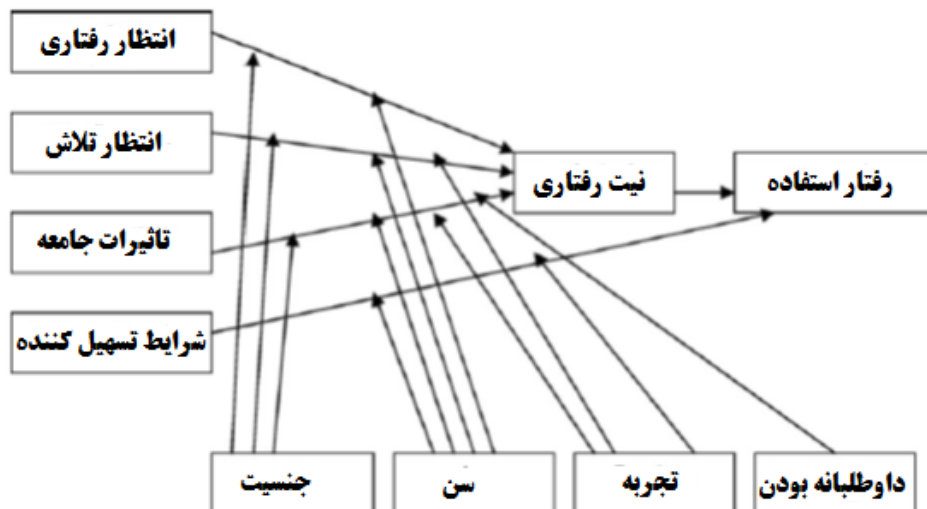 انتظار رفتاری
انتظار تلاش
تاثیرات جامعه
شرایط تسهیل کننده
نیت رفتاری
رفتار استفاده
جنسیت
سن
تجربه
داوطلبانه بودن